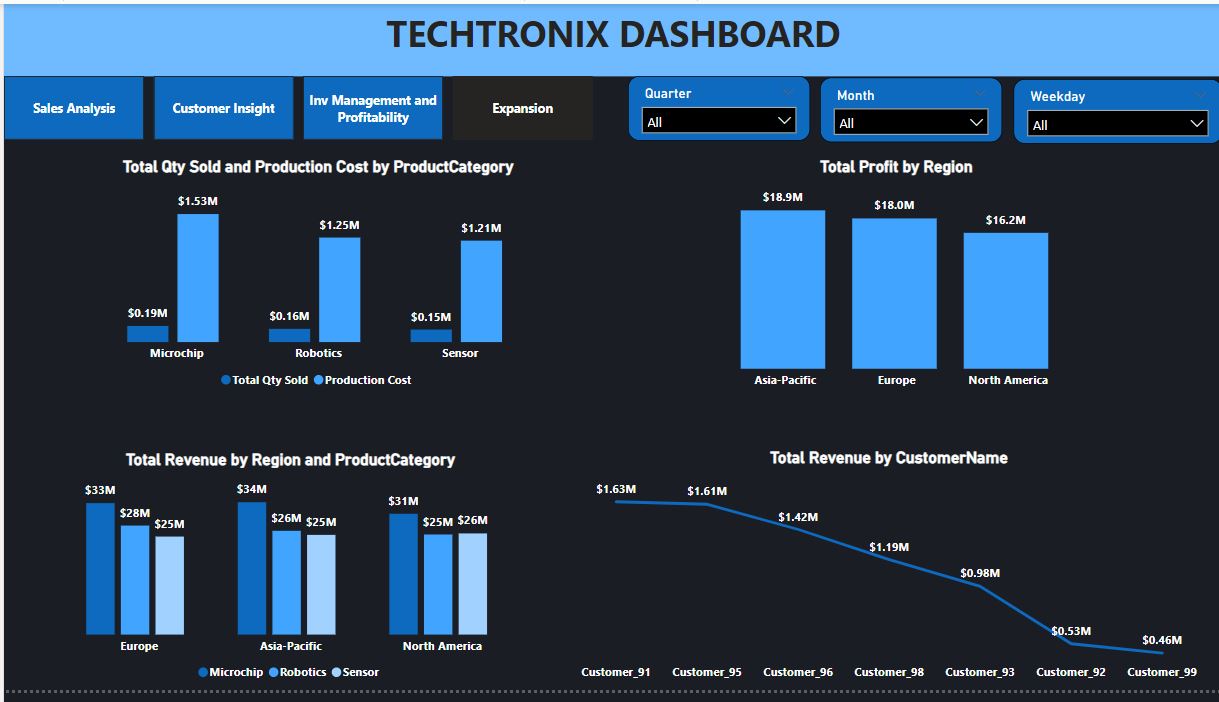 TECHTRONIX DASHBOARD
Sales Analysis
Customer Insight
Inv Management and
Profitability
Expansion
Quarter
All
Month
All
Weekday
All
Total Qty Sold and Production Cost by ProductCategory
$0.19M
$1.53M
$0.16M
$1.25M
$0.15M
$1.21M
Microchip Robotics Sensor
Total Qty Sold Production Cost
Total Profit by Region
$18.9M $18.0M $16.2M
Asia-Pacific Europe North America
Total Revenue by Region and ProductCategory
$33M $28M $25M
$34M $26M $25M
$31M $25M $26M
Europe Asia-Pacific North America
Microchip Robotics Sensor
Total Revenue by CustomerName
$1.63M $1.61M $1.42M $1.19M $0.98M $0.53M $0.46M
Customer_91 Customer_95 Customer_96 Customer_98 Customer_93 Customer_92 Customer_99